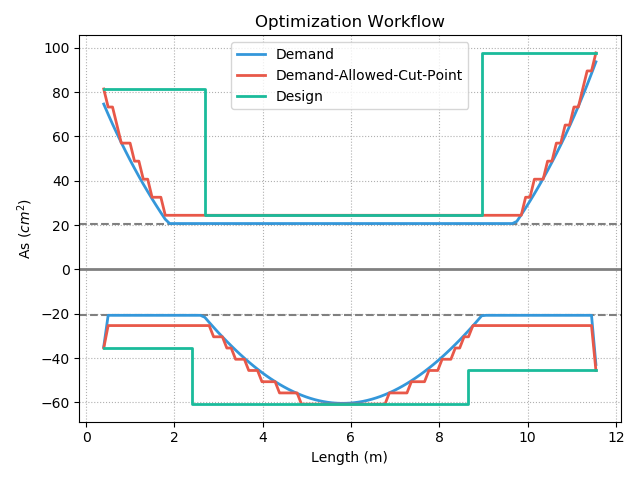 Optimization Workflow
Demand
Demand-Allowed-Cut-Point
Design
As (cm²)
100
80
60
40
20
0
−20
−40
−60
0 2 4 6 8 10 12
Length (m)